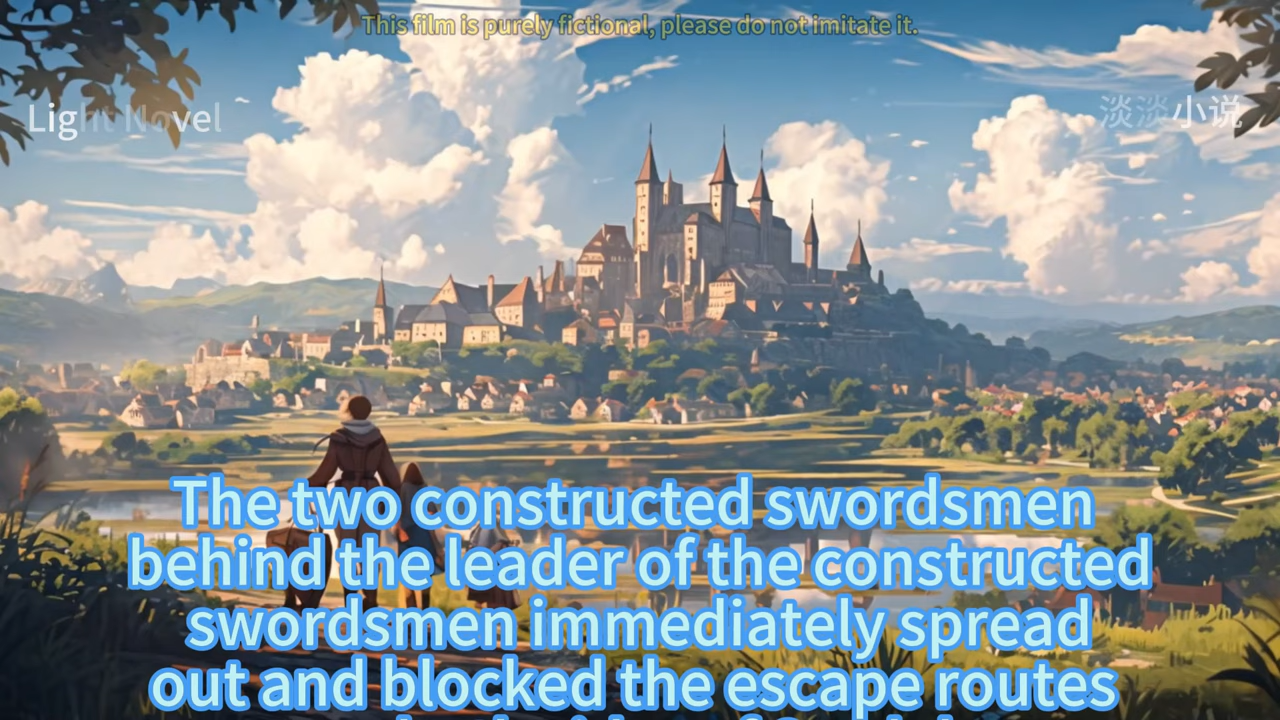 This film is purely fictional, please do not imitate it.
Light Novel
淡淡小说
The two constructed swordsmen
behind the leader of the constructed
swordsmen immediately spread
out and blocked the escape routes